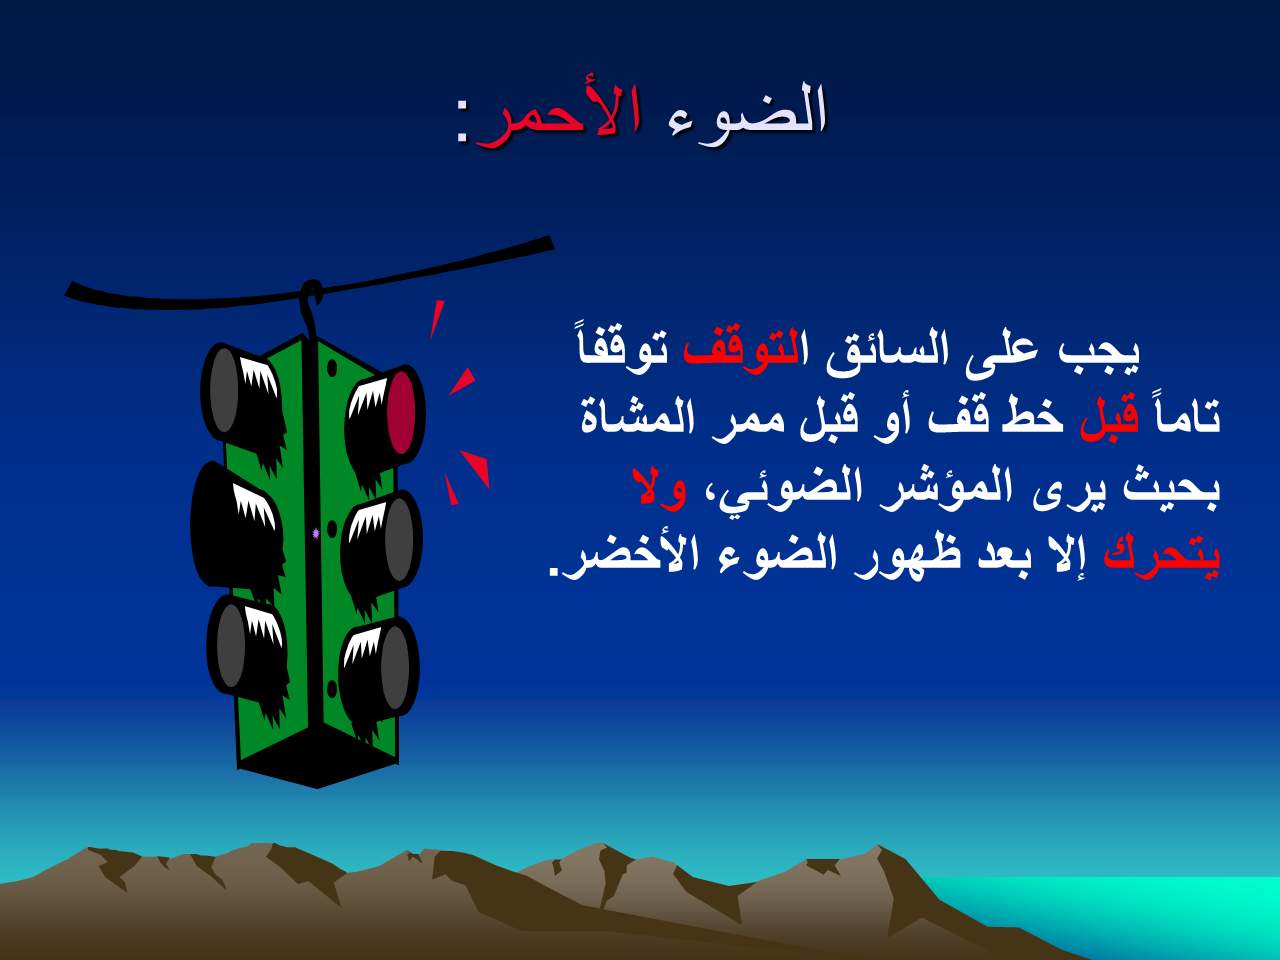 الضوء الأحمر:
يجب على السائق التوقف توقفاً
تاماً قبل خط قف أو قبل ممر المشاة
بحيث يرى المؤشر الضوئي، ولا
يتحرك إلا بعد ظهور الضوء الأخضر.